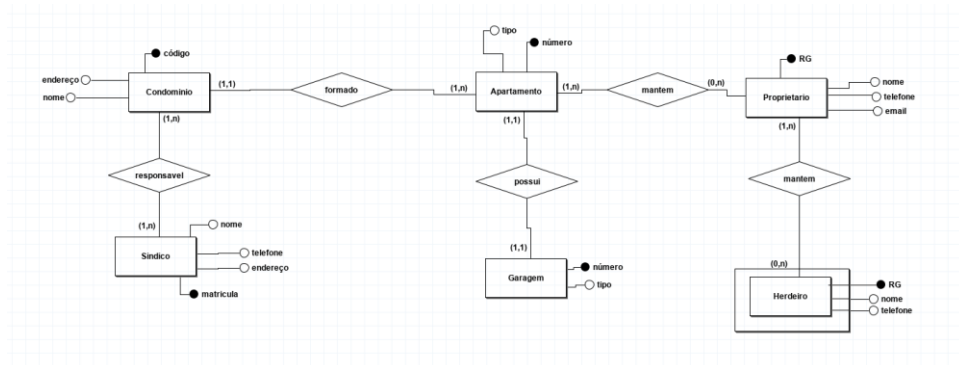 tipo
número
código
RG
endereço
nome
Condomínio
(1,1)
formado
(1,n)
Apartamento
(1,n)
mantem
(0,n)
Proprietario
nome
telefone
email
(1,n)
(1,1)
(1,n)
responsavel
possui
mantem
(1,n)
nome
Síndico
telefone
endereço
matricula
(1,1)
Garagem
número
tipo
(0,n)
Herdeiro
RG
nome
telefone